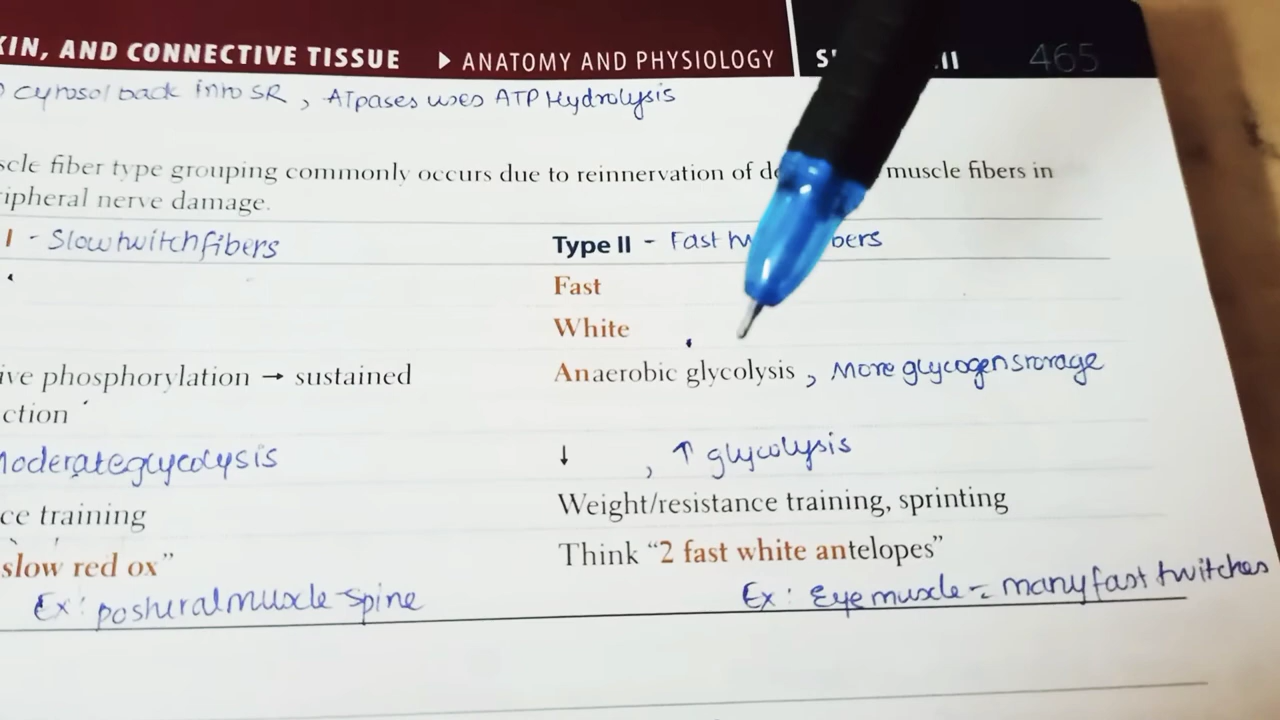 KIN, AND CONNECTIVE TISSUE ▶ ANATOMY AND PHYSIOLOGY 465
cytosol back into SR , ATpases uses ATP Hydrolysis
scle fiber type grouping commonly occurs due to reinnervation of muscle fibers in
ipheral nerve damage.
I - Slow twitch fibers Type II - Fast
Fast
White
ive phosphorylation → sustained Anaerobic glycolysis , More glycogen storage
ction
Moderate glycolysis ↓ , ↑ glycolysis
ce training Weight/resistance training, sprinting
slow red ox” Think “2 fast white antelopes”
Ex: postural muscle - spine Ex: Eye muscle - many fast twitches